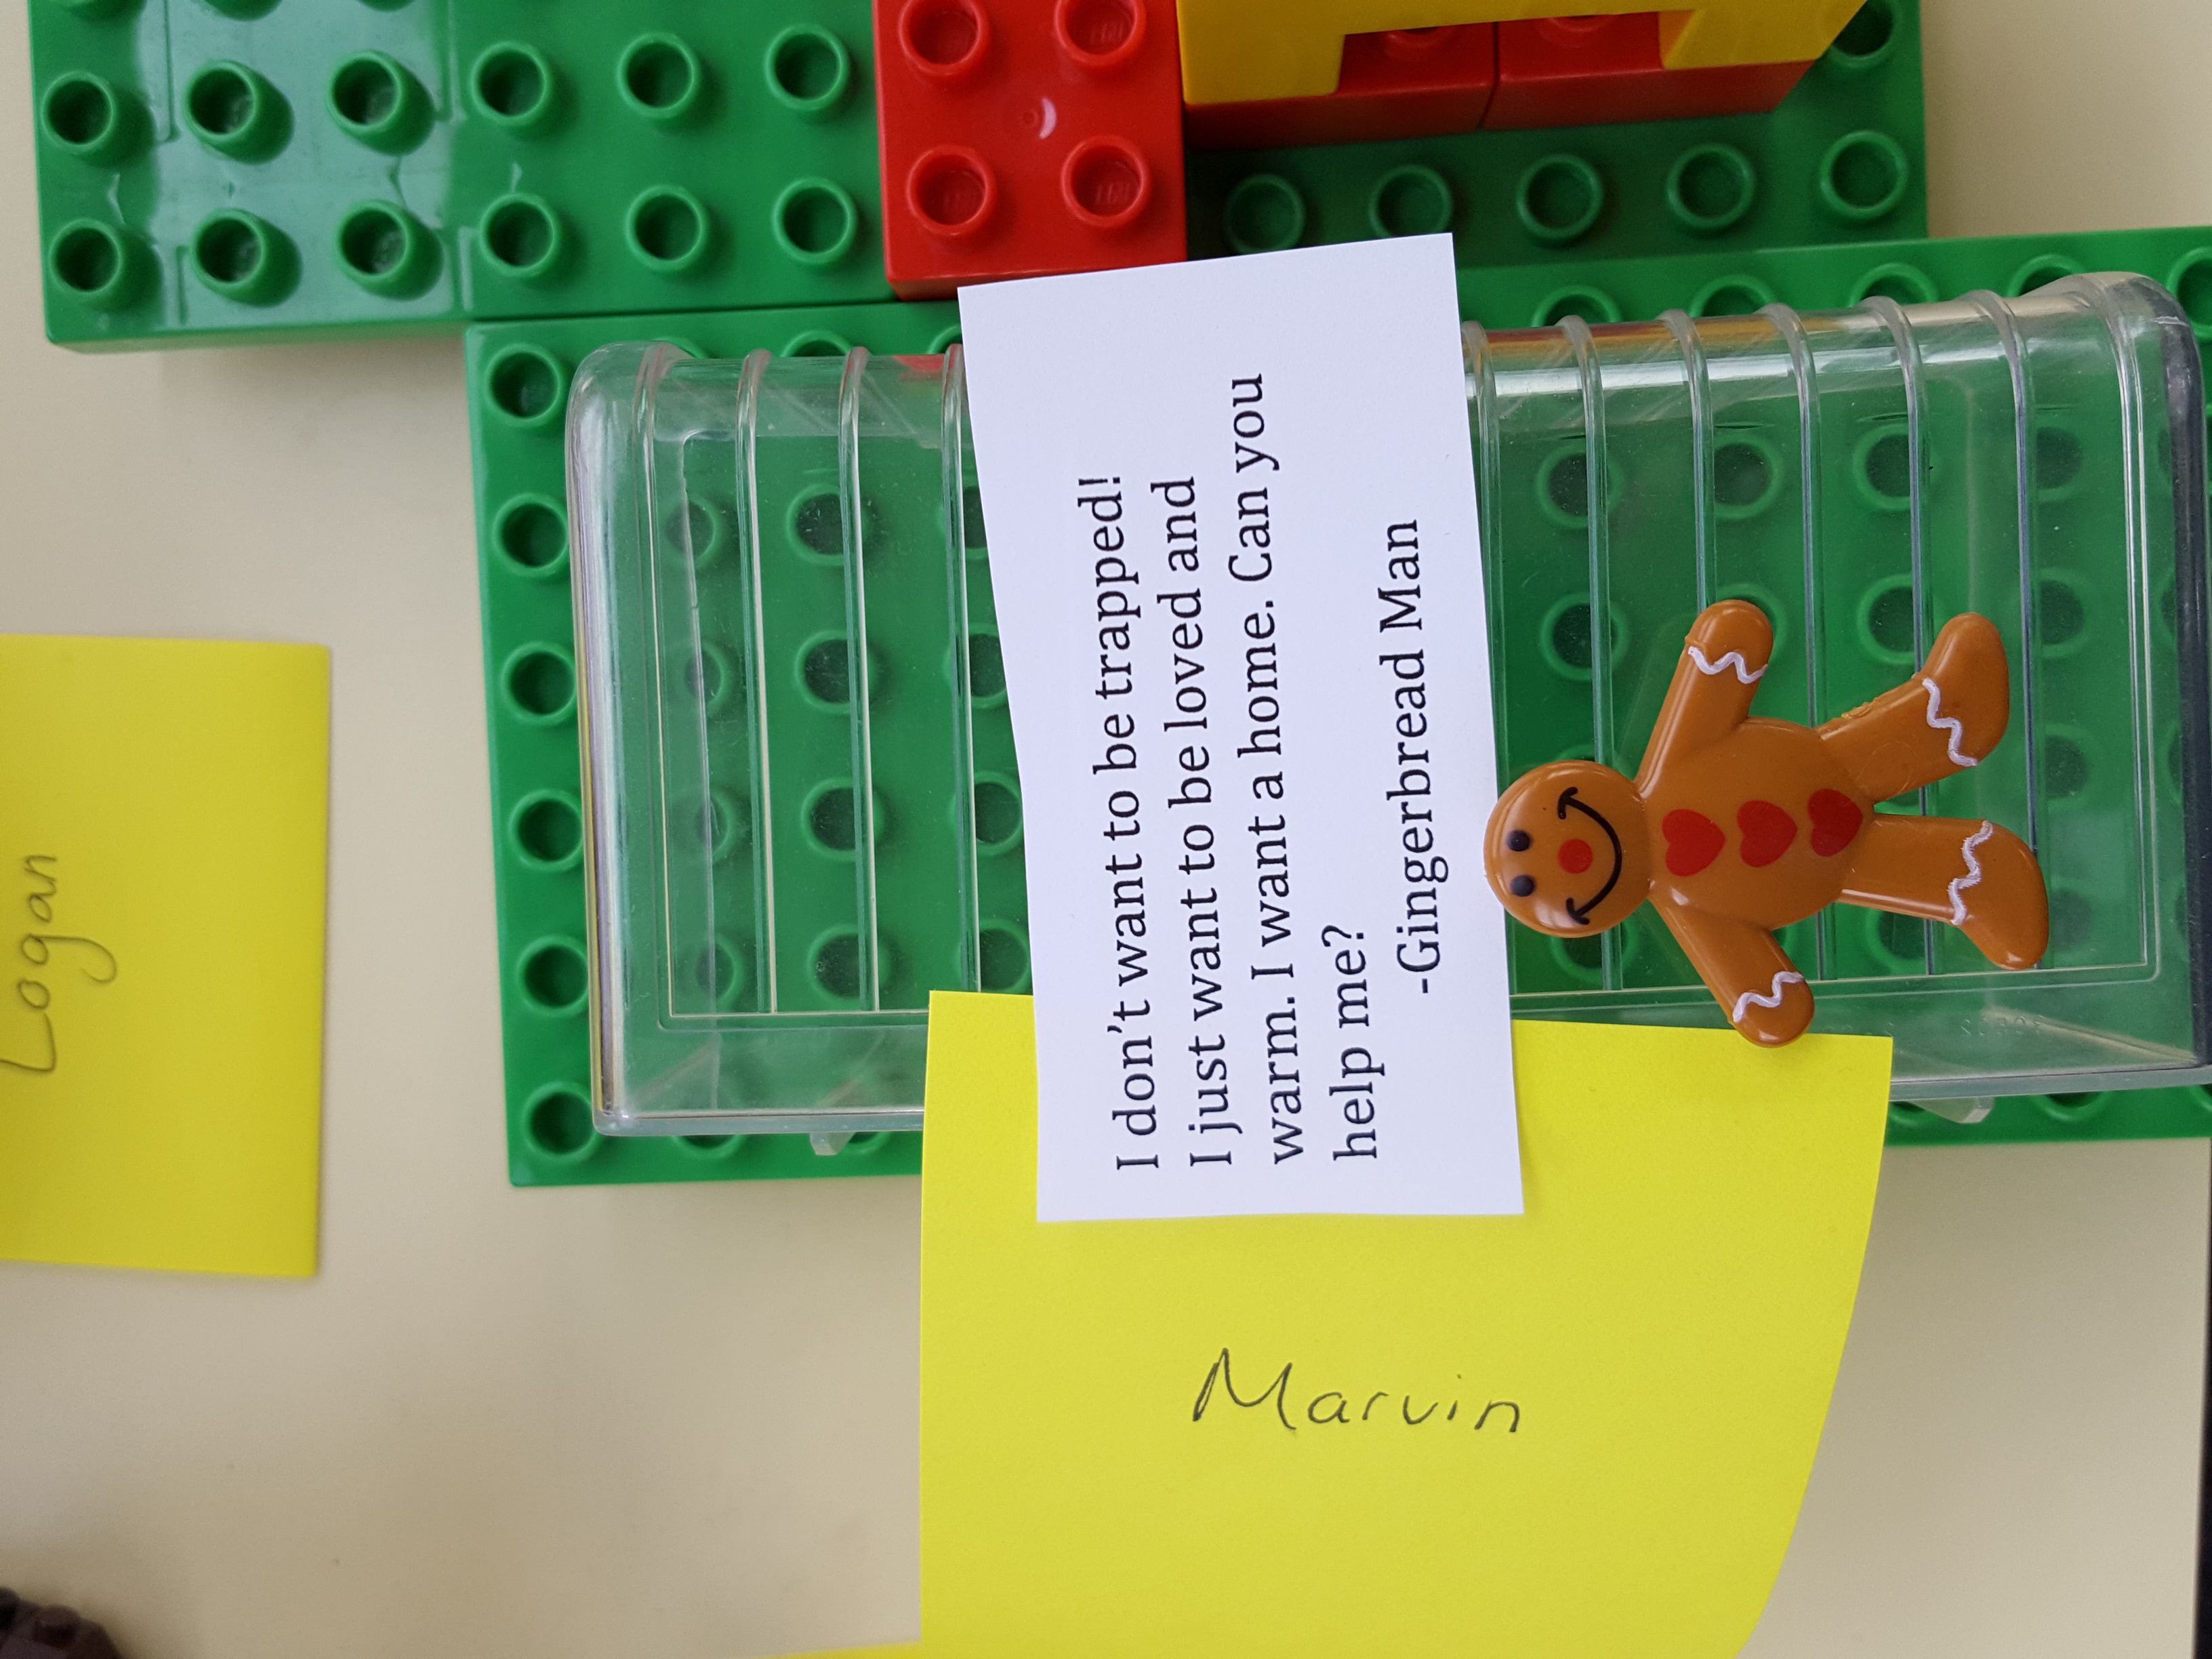 Marvin
I don't want to be trapped!
I just want to be loved and
warm. I want a home. Can you
help me?
-Gingerbread Man
Logan